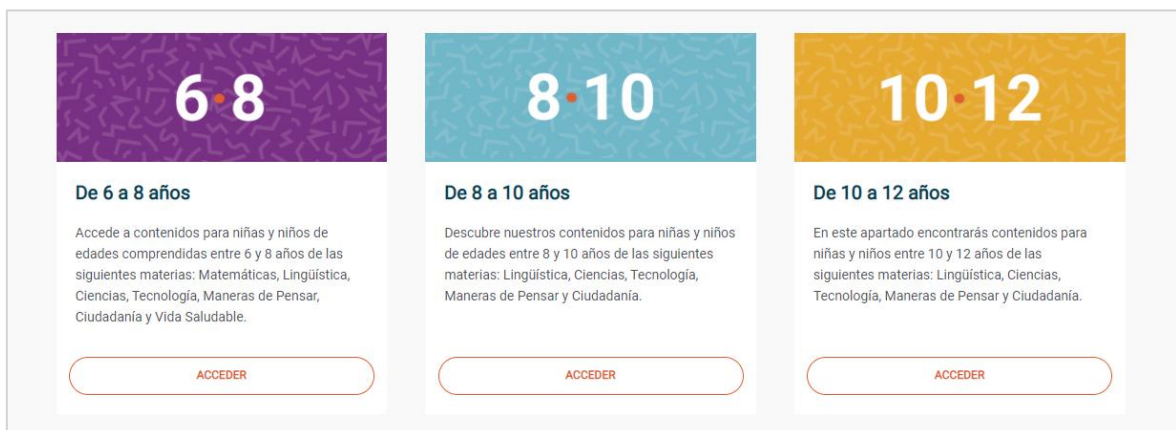 6·8
De 6 a 8 años
Accede a contenidos para niñas y niños de
edades comprendidas entre 6 y 8 años de las
siguientes materias: Matemáticas, Lingüística,
Ciencias, Tecnología, Maneras de Pensar,
Ciudadanía y Vida Saludable.
ACCEDER
8·10
De 8 a 10 años
Descubre nuestros contenidos para niñas y niños
de edades entre 8 y 10 años de las siguientes
materias: Lingüística, Ciencias, Tecnología,
Maneras de Pensar y Ciudadanía.
ACCEDER
10·12
De 10 a 12 años
En este apartado encontrarás contenidos para
niñas y niños entre 10 y 12 años de las
siguientes materias: Lingüística, Ciencias,
Tecnología, Maneras de Pensar y Ciudadanía.
ACCEDER